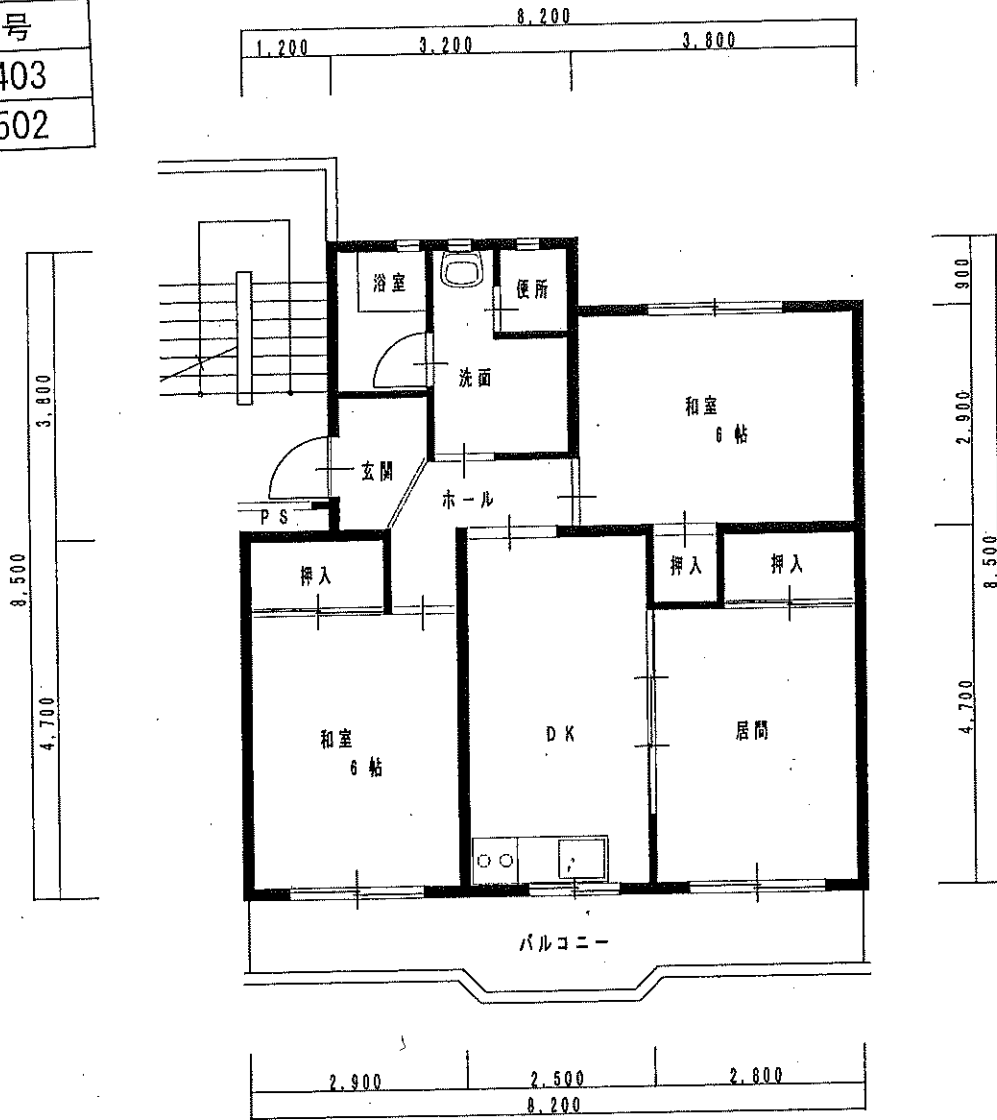 号
403
502
8,200
1,200
3,200
3,800
浴室
便所
洗面
和室
6 帖
玄関
ホール
PS
押入
押入
押入
和室
6 帖
DK
居間
バルコニー
3,800
8,500
4,700
900
2,900
8,500
4,700
2,900
2,500
2,800
8,200